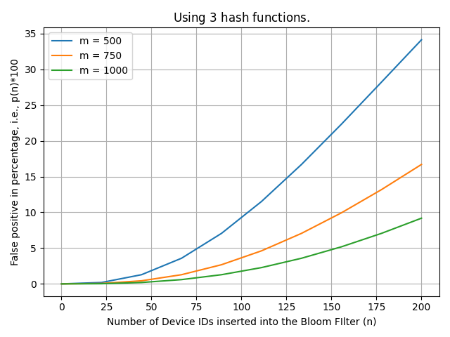 Using 3 hash functions.
m = 500
m = 750
m = 1000
False positive in percentage, i.e., p(n)*100
35
30
25
20
15
10
5
0
0 25 50 75 100 125 150 175 200
Number of Device IDs inserted into the Bloom FIlter (n)